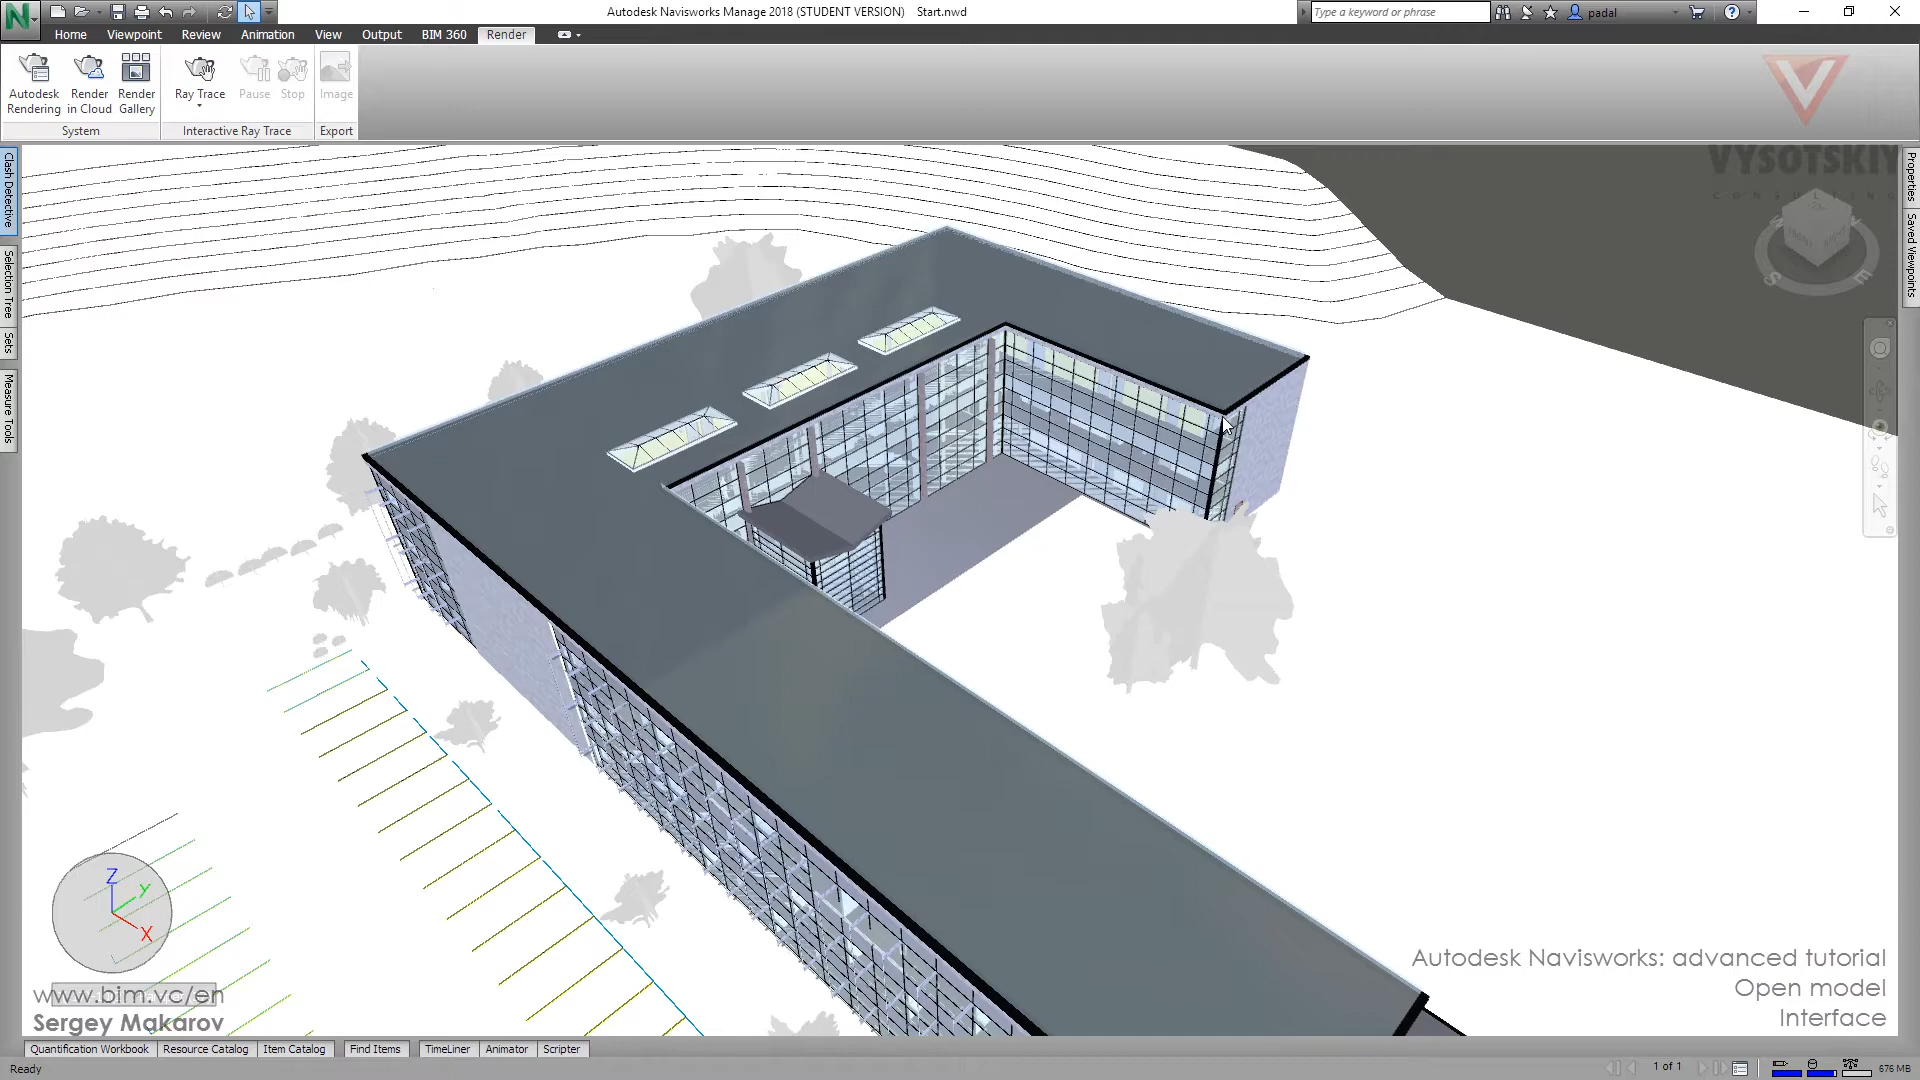 Autodesk Navisworks Manage 2018 (STUDENT VERSION) Start.nwd
Type a keyword or phrase
padal
Home Viewpoint Review Animation View Output BIM 360 Render
Autodesk Rendering
Render in Cloud
Render Gallery
Ray Trace
Pause
Stop
Image
System
Interactive Ray Trace
Export
VYSOTSKIY
CONSULTING
Clash Detective
Selection Tree
Sets
Measure Tools
Properties
Saved Viewpoints
S
E
Z
Y
X
www.bim.vc/en
Sergey Makarov
Autodesk Navisworks: advanced tutorial
Open model
Interface
Quantification Workbook Resource Catalog Item Catalog Find Items TimeLiner Animator Scripter
Ready
1 of 1
676 MB